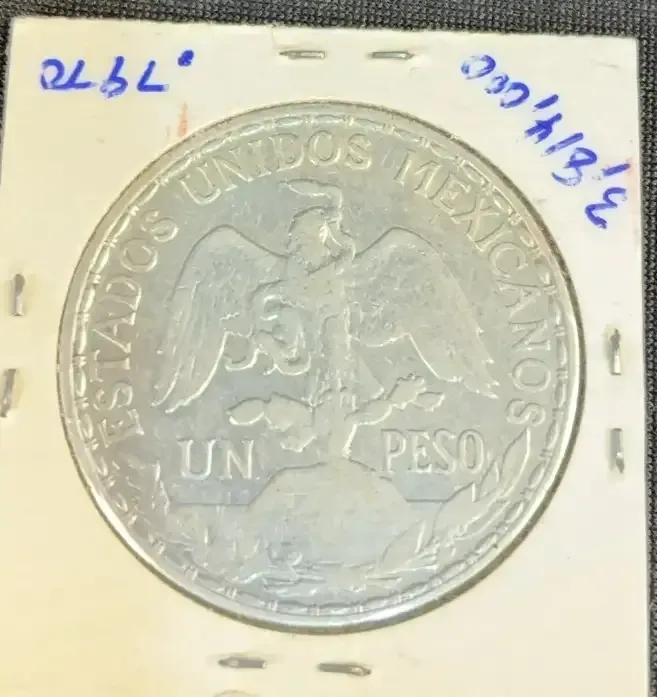 ESTADOS UNIDOS MEXICANOS
UN PESO
3,814,000